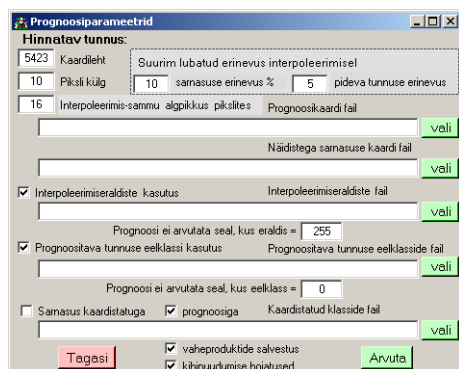 Prognoosiparameetrid
Hinnatav tunnus:
5423 Kaardileht
Suurim lubatud erinevus interpoleerimisel
10 Piksli külg
10 sarnasuse erinevus % 5 pideva tunnuse erinevus
16 Interpoleerimis-sammu algpikkus pikslites
Prognoosikaardi fail
vali
Näidistega sarnasuse kaardi fail
vali
Interpoleerimiseraldiste kasutus Interpoleerimiseraldiste fail
vali
Prognoosi ei arvutata seal, kus eraldis = 255
Prognoositava tunnuse eelklassi kasutus Prognoositava tunnuse eelklasside fail
vali
Prognoosi ei arvutata seal, kus eelklass = 0
Sarnasus kaardistatuga prognoosiga Kaardistatud klasside fail
vali
Tagasi vaheproduktide salvestus Arvuta
kihipuudumise hoiatused